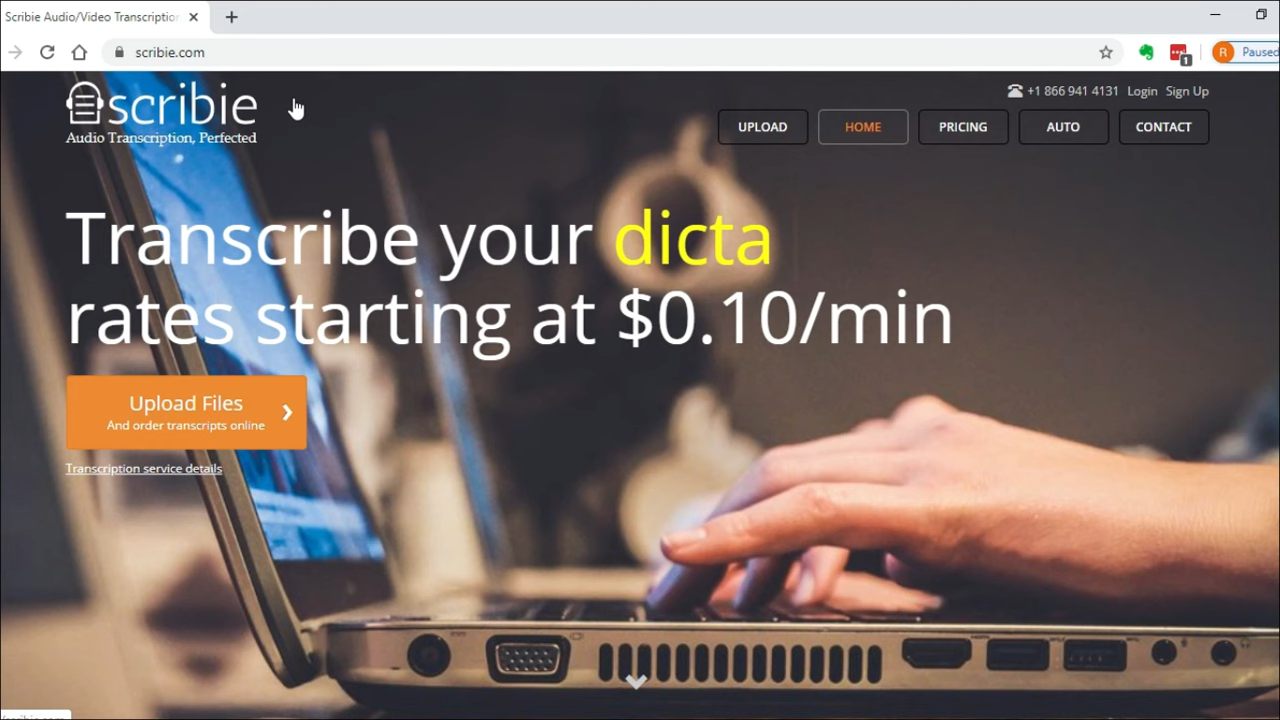 Scribie Audio/Video Transcription
scribie.com
1
R
Paused
scribie
Audio Transcription, Perfected
+1 866 941 4131 Login Sign Up
UPLOAD HOME PRICING AUTO CONTACT
Transcribe your dicta
rates starting at $0.10/min
Upload Files
And order transcripts online
Transcription service details